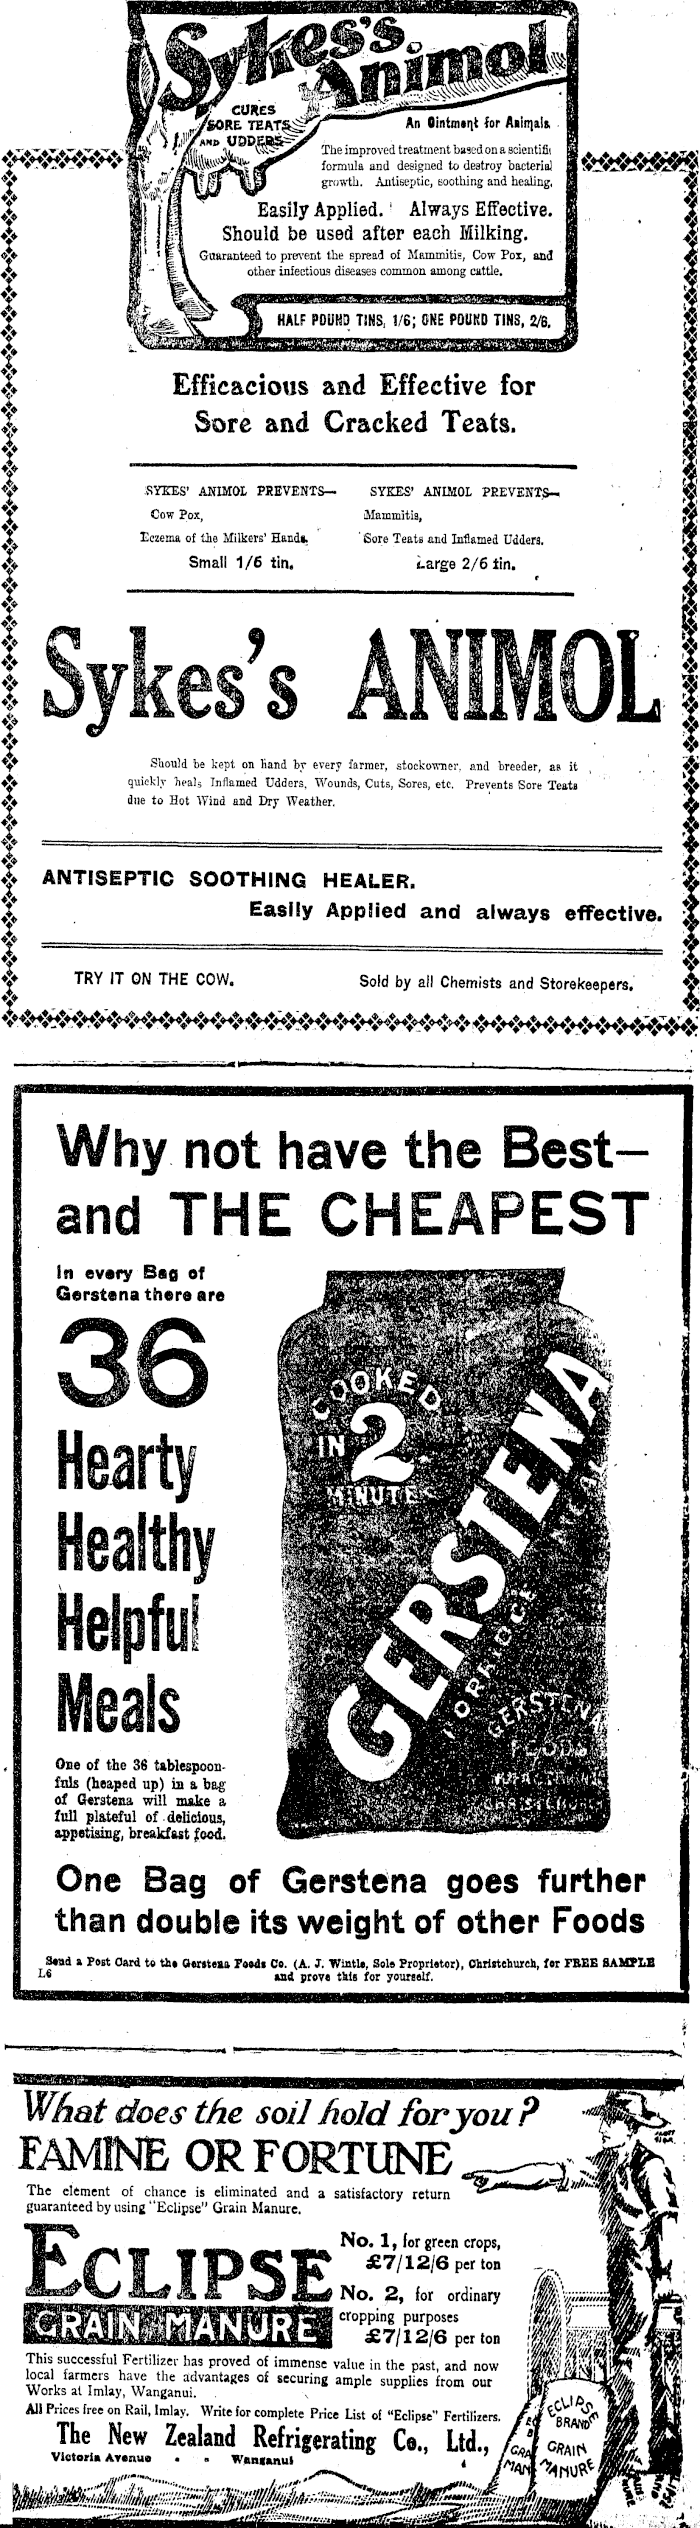 Sykes's
Animol
CURES
SORE TEATS
AND UDDERS
An Ointment for Animals
The improved treatment based on a scientific
formula and designed to destroy bacterial
growth. Antiseptic, soothing and healing.
Easily Applied. Always Effective.
Should be used after each Milking.
Guaranteed to prevent the spread of Mammitis, Cow Pox, and
other infectious diseases common among cattle.
HALF POUND TINS, 1/6; ONE POUND TINS, 2/6.
Efficacious and Effective for
Sore and Cracked Teats.
SYKES' ANIMOL PREVENTS—
Cow Pox,
Eczema of the Milkers' Hands.
Small 1/6 tin.
SYKES' ANIMOL PREVENTS—
Mammitis,
Sore Teats and Inflamed Udders.
Large 2/6 tin.
Sykes's ANIMOL
Should be kept on hand by every farmer, stockowner, and breeder, as it
quickly heals Inflamed Udders, Wounds, Cuts, Sores, etc. Prevents Sore Teats
due to Hot Wind and Dry Weather.
ANTISEPTIC SOOTHING HEALER.
Easily Applied and always effective.
TRY IT ON THE COW. Sold by all Chemists and Storekeepers.
Why not have the Best—
and THE CHEAPEST
In every Bag of
Gerstena there are
36
Hearty
Healthy
Helpful
Meals
One of the 36 tablespoon-
fuls (heaped up) in a bag
of Gerstena will make a
full plateful of delicious,
appetising, breakfast food.
COOKED
IN 2
MINUTES
GERSTENA
PORRIDGE MEAL
GERSTENA
FOODS
One Bag of Gerstena goes further
than double its weight of other Foods
Send a Post Card to the Gerstena Foods Co. (A. J. Wintle, Sole Proprietor), Christchurch, for FREE SAMPLE
L6 and prove this for yourself.
What does the soil hold for you?
FAMINE OR FORTUNE
The element of chance is eliminated and a satisfactory return
guaranteed by using "Eclipse" Grain Manure.
ECLIPSE
GRAIN MANURE
No. 1, for green crops,
£7/12/6 per ton
No. 2, for ordinary
cropping purposes
£7/12/6 per ton
This successful Fertilizer has proved of immense value in the past, and now
local farmers have the advantages of securing ample supplies from our
Works at Imlay, Wanganui.
All Prices free on Rail, Imlay. Write for complete Price List of "Eclipse" Fertilizers.
The New Zealand Refrigerating Co., Ltd.,
Victoria Avenue - - Wanganui
ECLIPSE
BRAND
GRAIN
MANURE